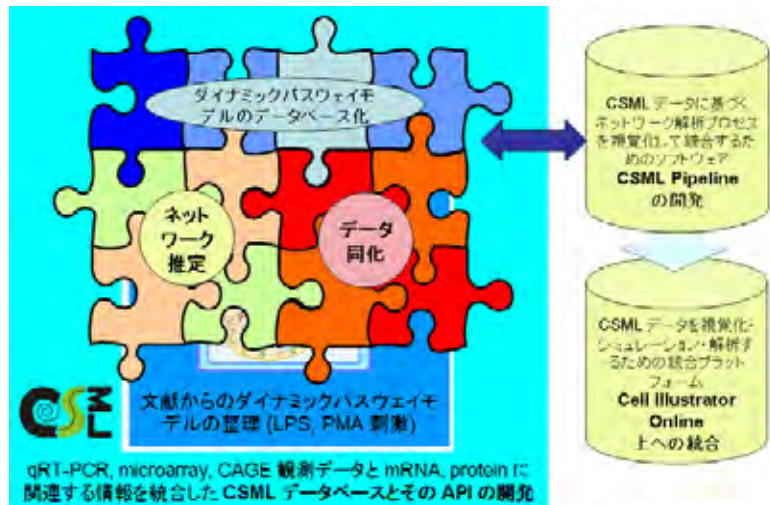 ダイナミックパスウェイモ
デルのデータベース化
ネット
ワーク
推定
データ
同化
CSML
文献からのダイナミックパスウェイモ
デルの整理 (LPS, PMA 刺激)
qRT-PCR, microarray, CAGE 観測データと mRNA, protein に
関連する情報を統合した CSML データベースとその API の開発
CSML データに基づく
ネットワーク解析プロセス
を視覚化して統合するた
めのソフトウェア
CSML Pipeline
の開発
CSML データを視覚化・
シミュレーション・解析す
るための統合プラット
フォーム
Cell Illustrator
Online
上への統合